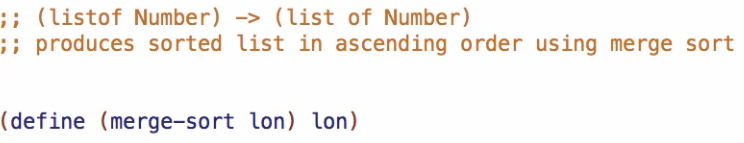 ;; (listof Number) -> (list of Number)
;; produces sorted list in ascending order using merge sort
(define (merge-sort lon) lon)